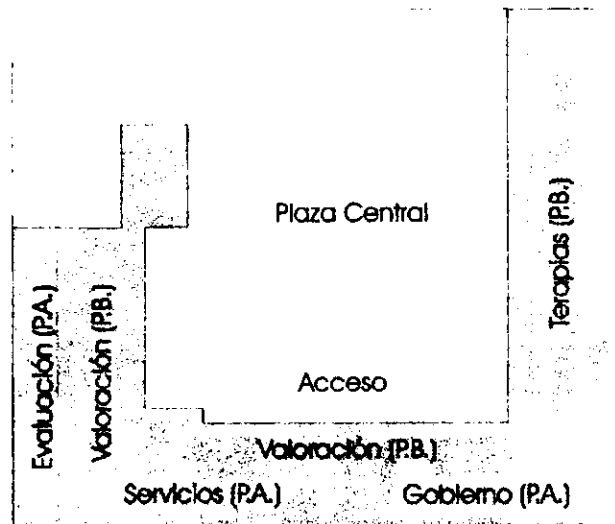 Plaza Central
Terapias (P.B.)
Evaluación (P.A.)
Valoración (P.B.)
Acceso
Valoración (P.B.)
Servicios (P.A.)
Gobierno (P.A.)